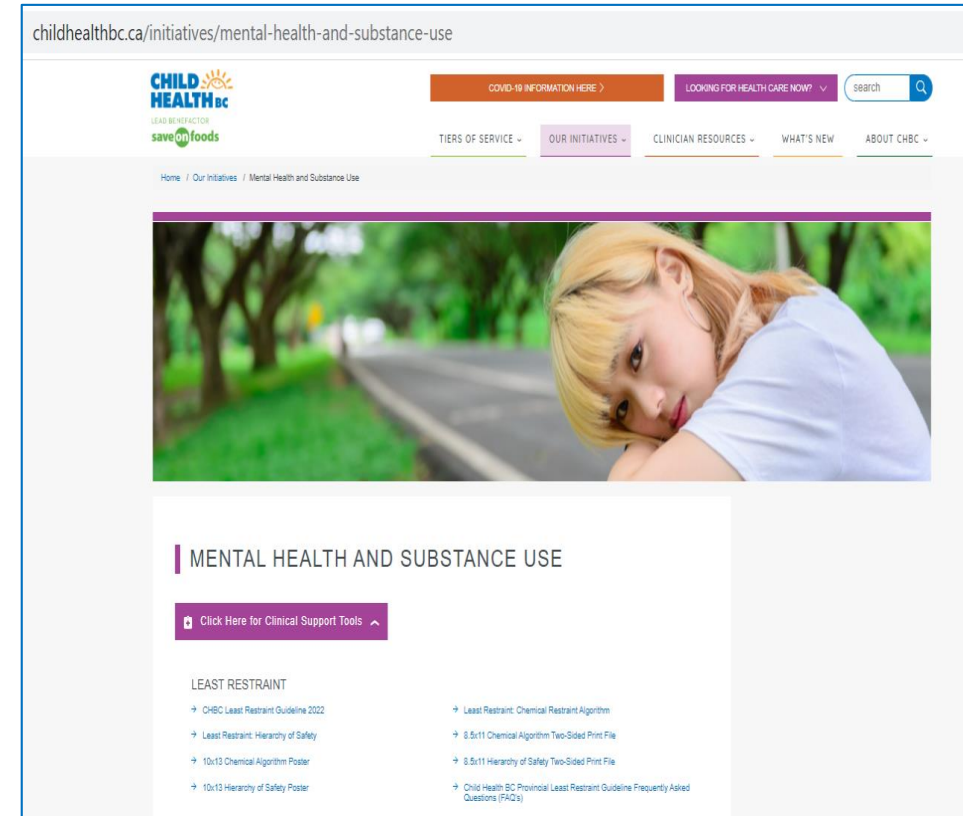 childhealthbc.ca/initiatives/mental-health-and-substance-use
CHILD
HEALTH BC
LEAD BENEFACTOR
save on foods
COVID-19 INFORMATION HERE
LOOKING FOR HEALTH CARE NOW?
search
TIERS OF SERVICE
OUR INITIATIVES
CLINICIAN RESOURCES
WHAT'S NEW
ABOUT CHBC
Home / Our Initiatives / Mental Health and Substance Use
MENTAL HEALTH AND SUBSTANCE USE
Click Here for Clinical Support Tools
LEAST RESTRAINT
→ CHBC Least Restraint Guideline 2022
→ Least Restraint: Hierarchy of Safety
→ 10x13 Chemical Algorithm Poster
→ 10x13 Hierarchy of Safety Poster
→ Least Restraint: Chemical Restraint Algorithm
→ 8.5x11 Chemical Algorithm Two-Sided Print File
→ 8.5x11 Hierarchy of Safety Two-Sided Print File
→ Child Health BC Provincial Least Restraint Guideline Frequently Asked
Questions (FAQ's)